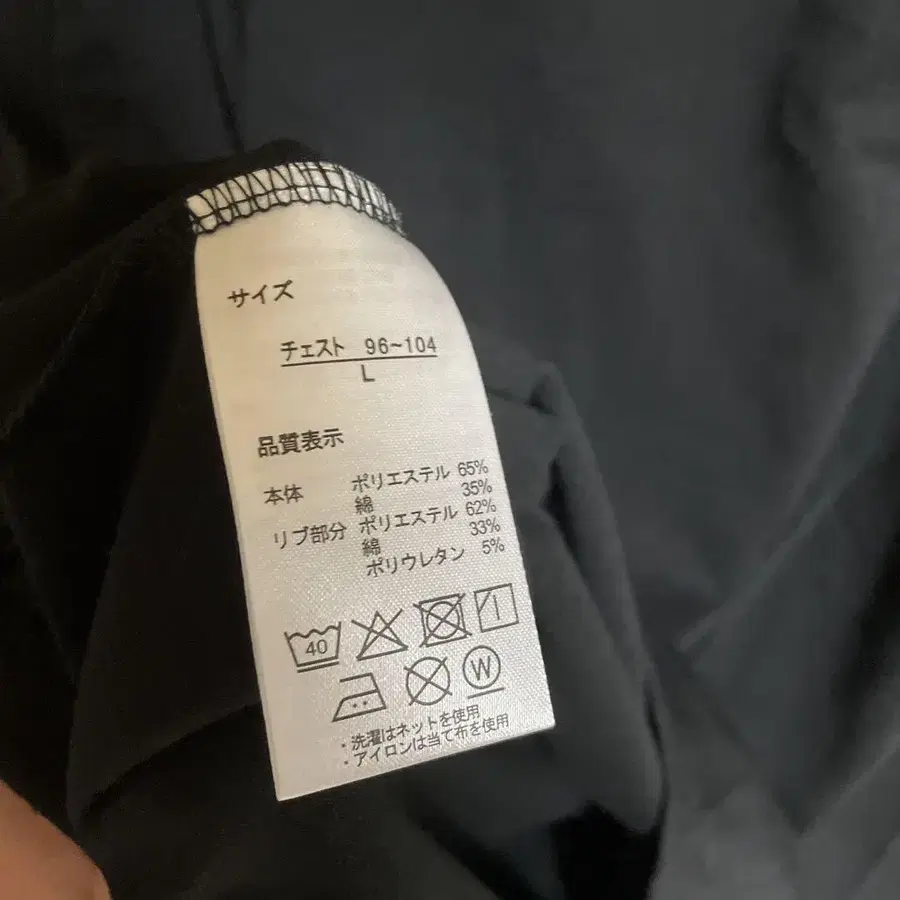 サイズ
チェスト 96~104
L
品質表示
本体 ポリエステル 65%
綿 35%
リブ部分 ポリエステル 62%
綿 33%
ポリウレタン 5%
40
W
・洗濯はネットを使用
・アイロンは当て布を使用